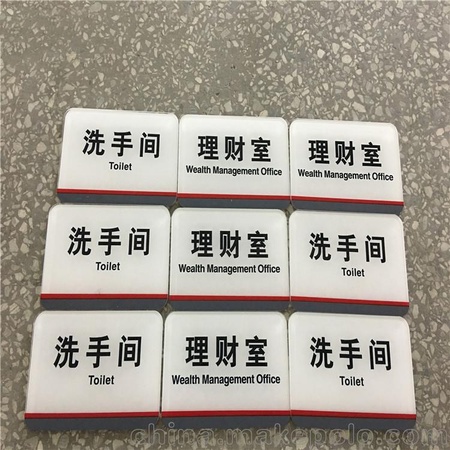 洗手间
Toilet
理财室
Wealth Management Office
理财室
Wealth Management Office
洗手间
Toilet
理财室
Wealth Management Office
洗手间
Toilet
洗手间
Toilet
理财室
Wealth Management Office
洗手间
Toilet
china.makepolo.com